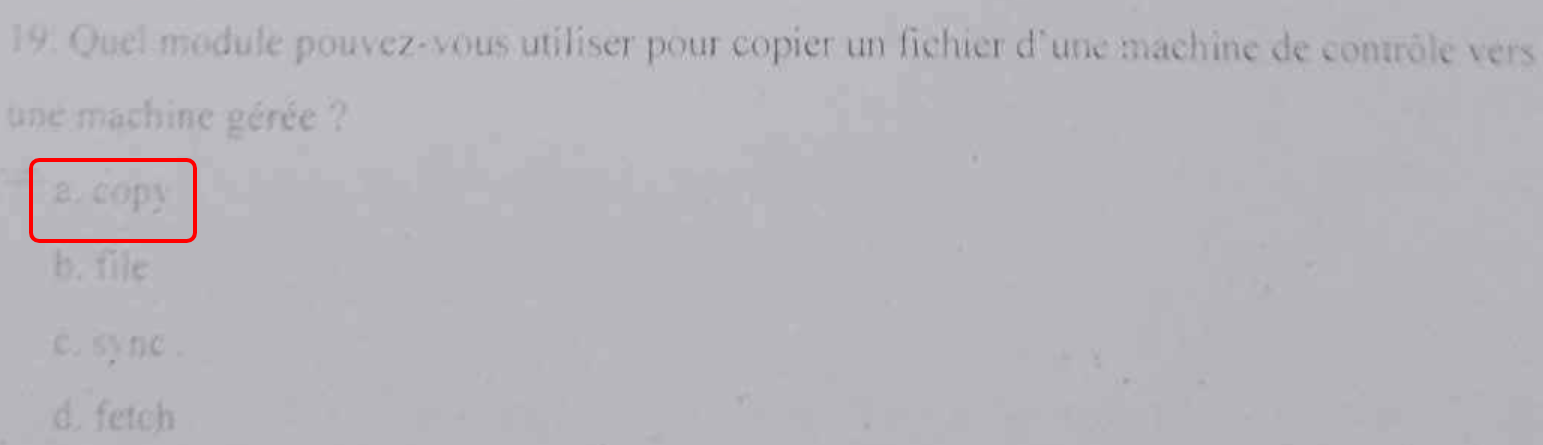 19. Quel module pouvez-vous utiliser pour copier un fichier d'une machine de contrôle vers
une machine gérée ?
a. copy
b. file
c. sync
d. fetch